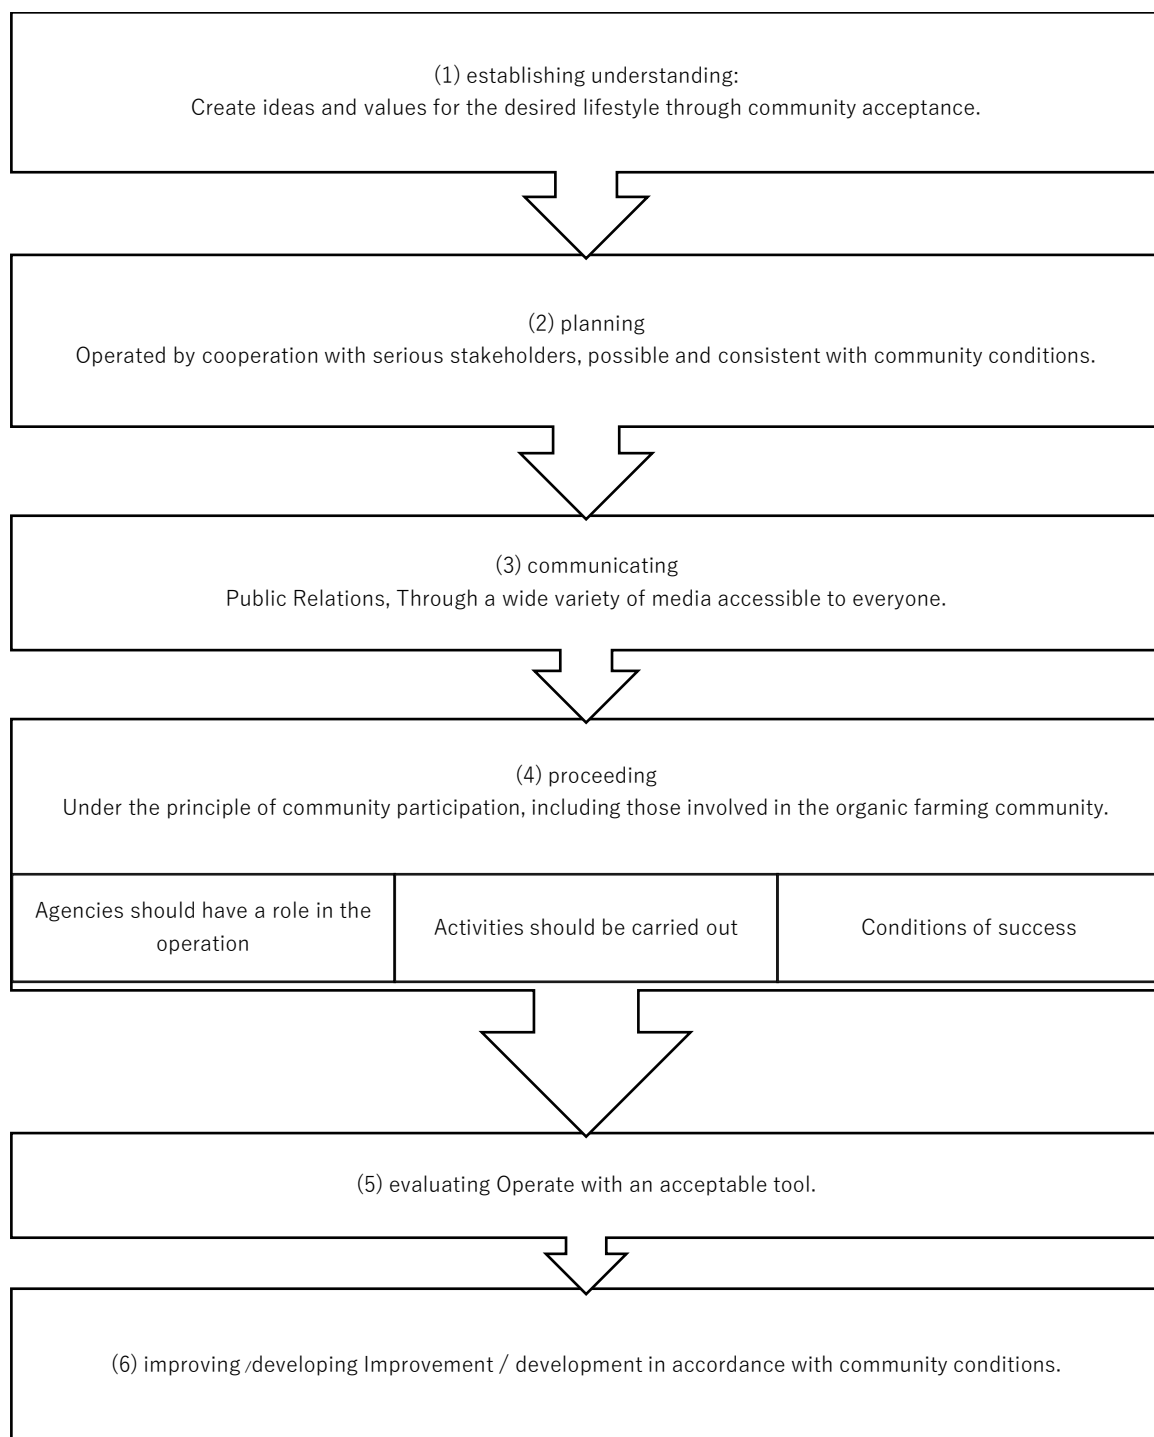 (1) establishing understanding:
Create ideas and values for the desired lifestyle through community acceptance.
(2) planning
Operated by cooperation with serious stakeholders, possible and consistent with community conditions.
(3) communicating
Public Relations, Through a wide variety of media accessible to everyone.
(4) proceeding
Under the principle of community participation, including those involved in the organic farming community.
Agencies should have a role in the
operation
Activities should be carried out
Conditions of success
(5) evaluating Operate with an acceptable tool.
(6) improving /developing Improvement / development in accordance with community conditions.